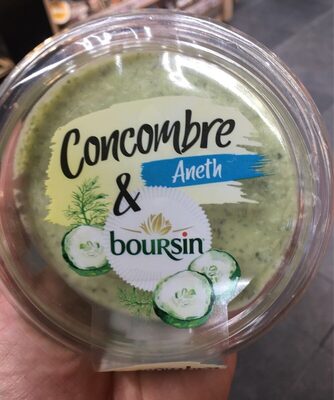 Concombre
Aneth
&
boursin